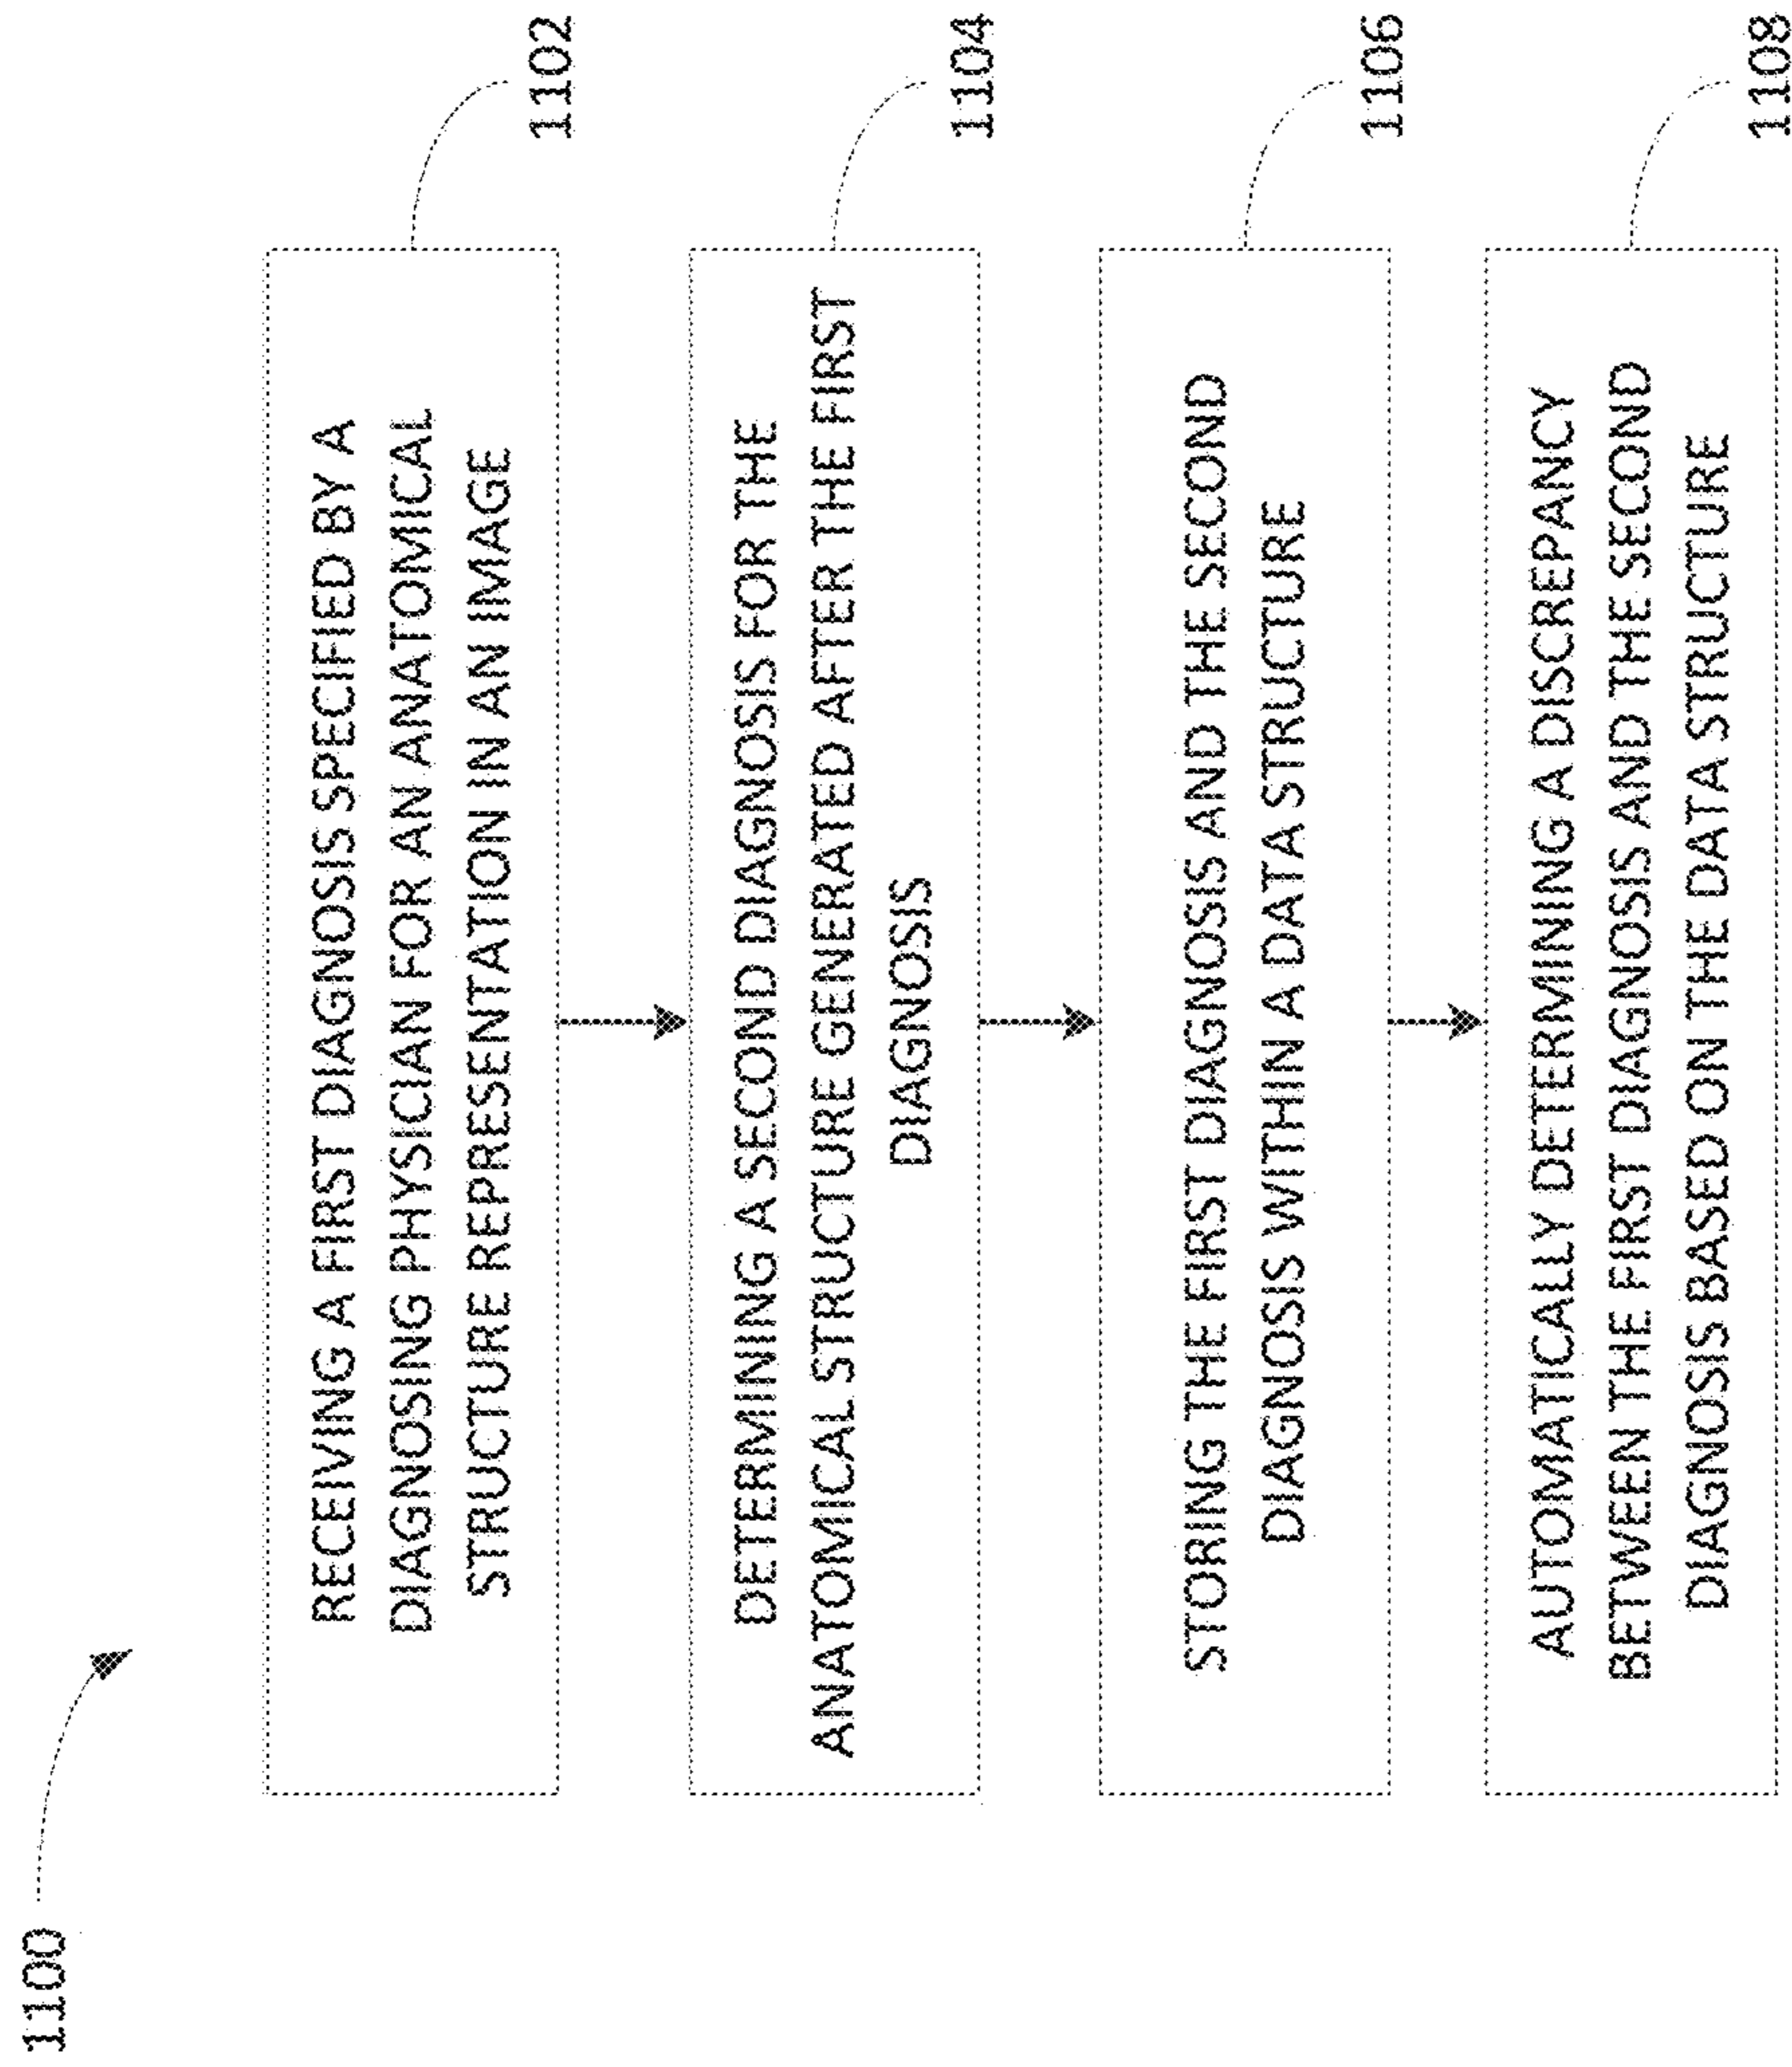 1100
RECEIVING A FIRST DIAGNOSIS SPECIFIED BY A
DIAGNOSING PHYSICIAN FOR AN ANATOMICAL
STRUCTURE REPRESENTATION IN AN IMAGE
1102
DETERMINING A SECOND DIAGNOSIS FOR THE
ANATOMICAL STRUCTURE GENERATED AFTER THE FIRST
DIAGNOSIS
1104
STORING THE FIRST DIAGNOSIS AND THE SECOND
DIAGNOSIS WITHIN A DATA STRUCTURE
1106
AUTOMATICALLY DETERMINING A DISCREPANCY
BETWEEN THE FIRST DIAGNOSIS AND THE SECOND
DIAGNOSIS BASED ON THE DATA STRUCTURE
1108